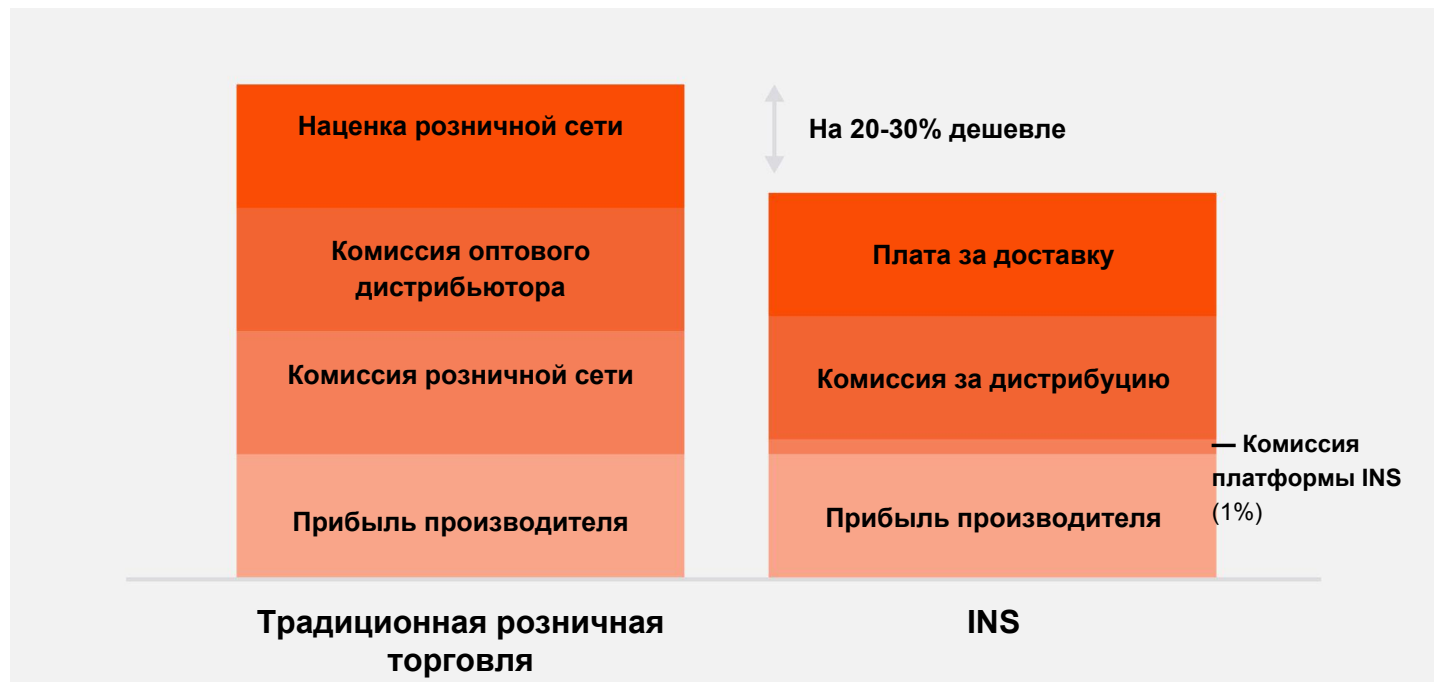 Наценка розничной сети
На 20-30% дешевле
Комиссия оптового
дистрибьютора
Плата за доставку
Комиссия розничной сети
Комиссия за дистрибуцию
— Комиссия
платформы INS
(1%)
Прибыль производителя
Прибыль производителя
Традиционная розничная
торговля
INS